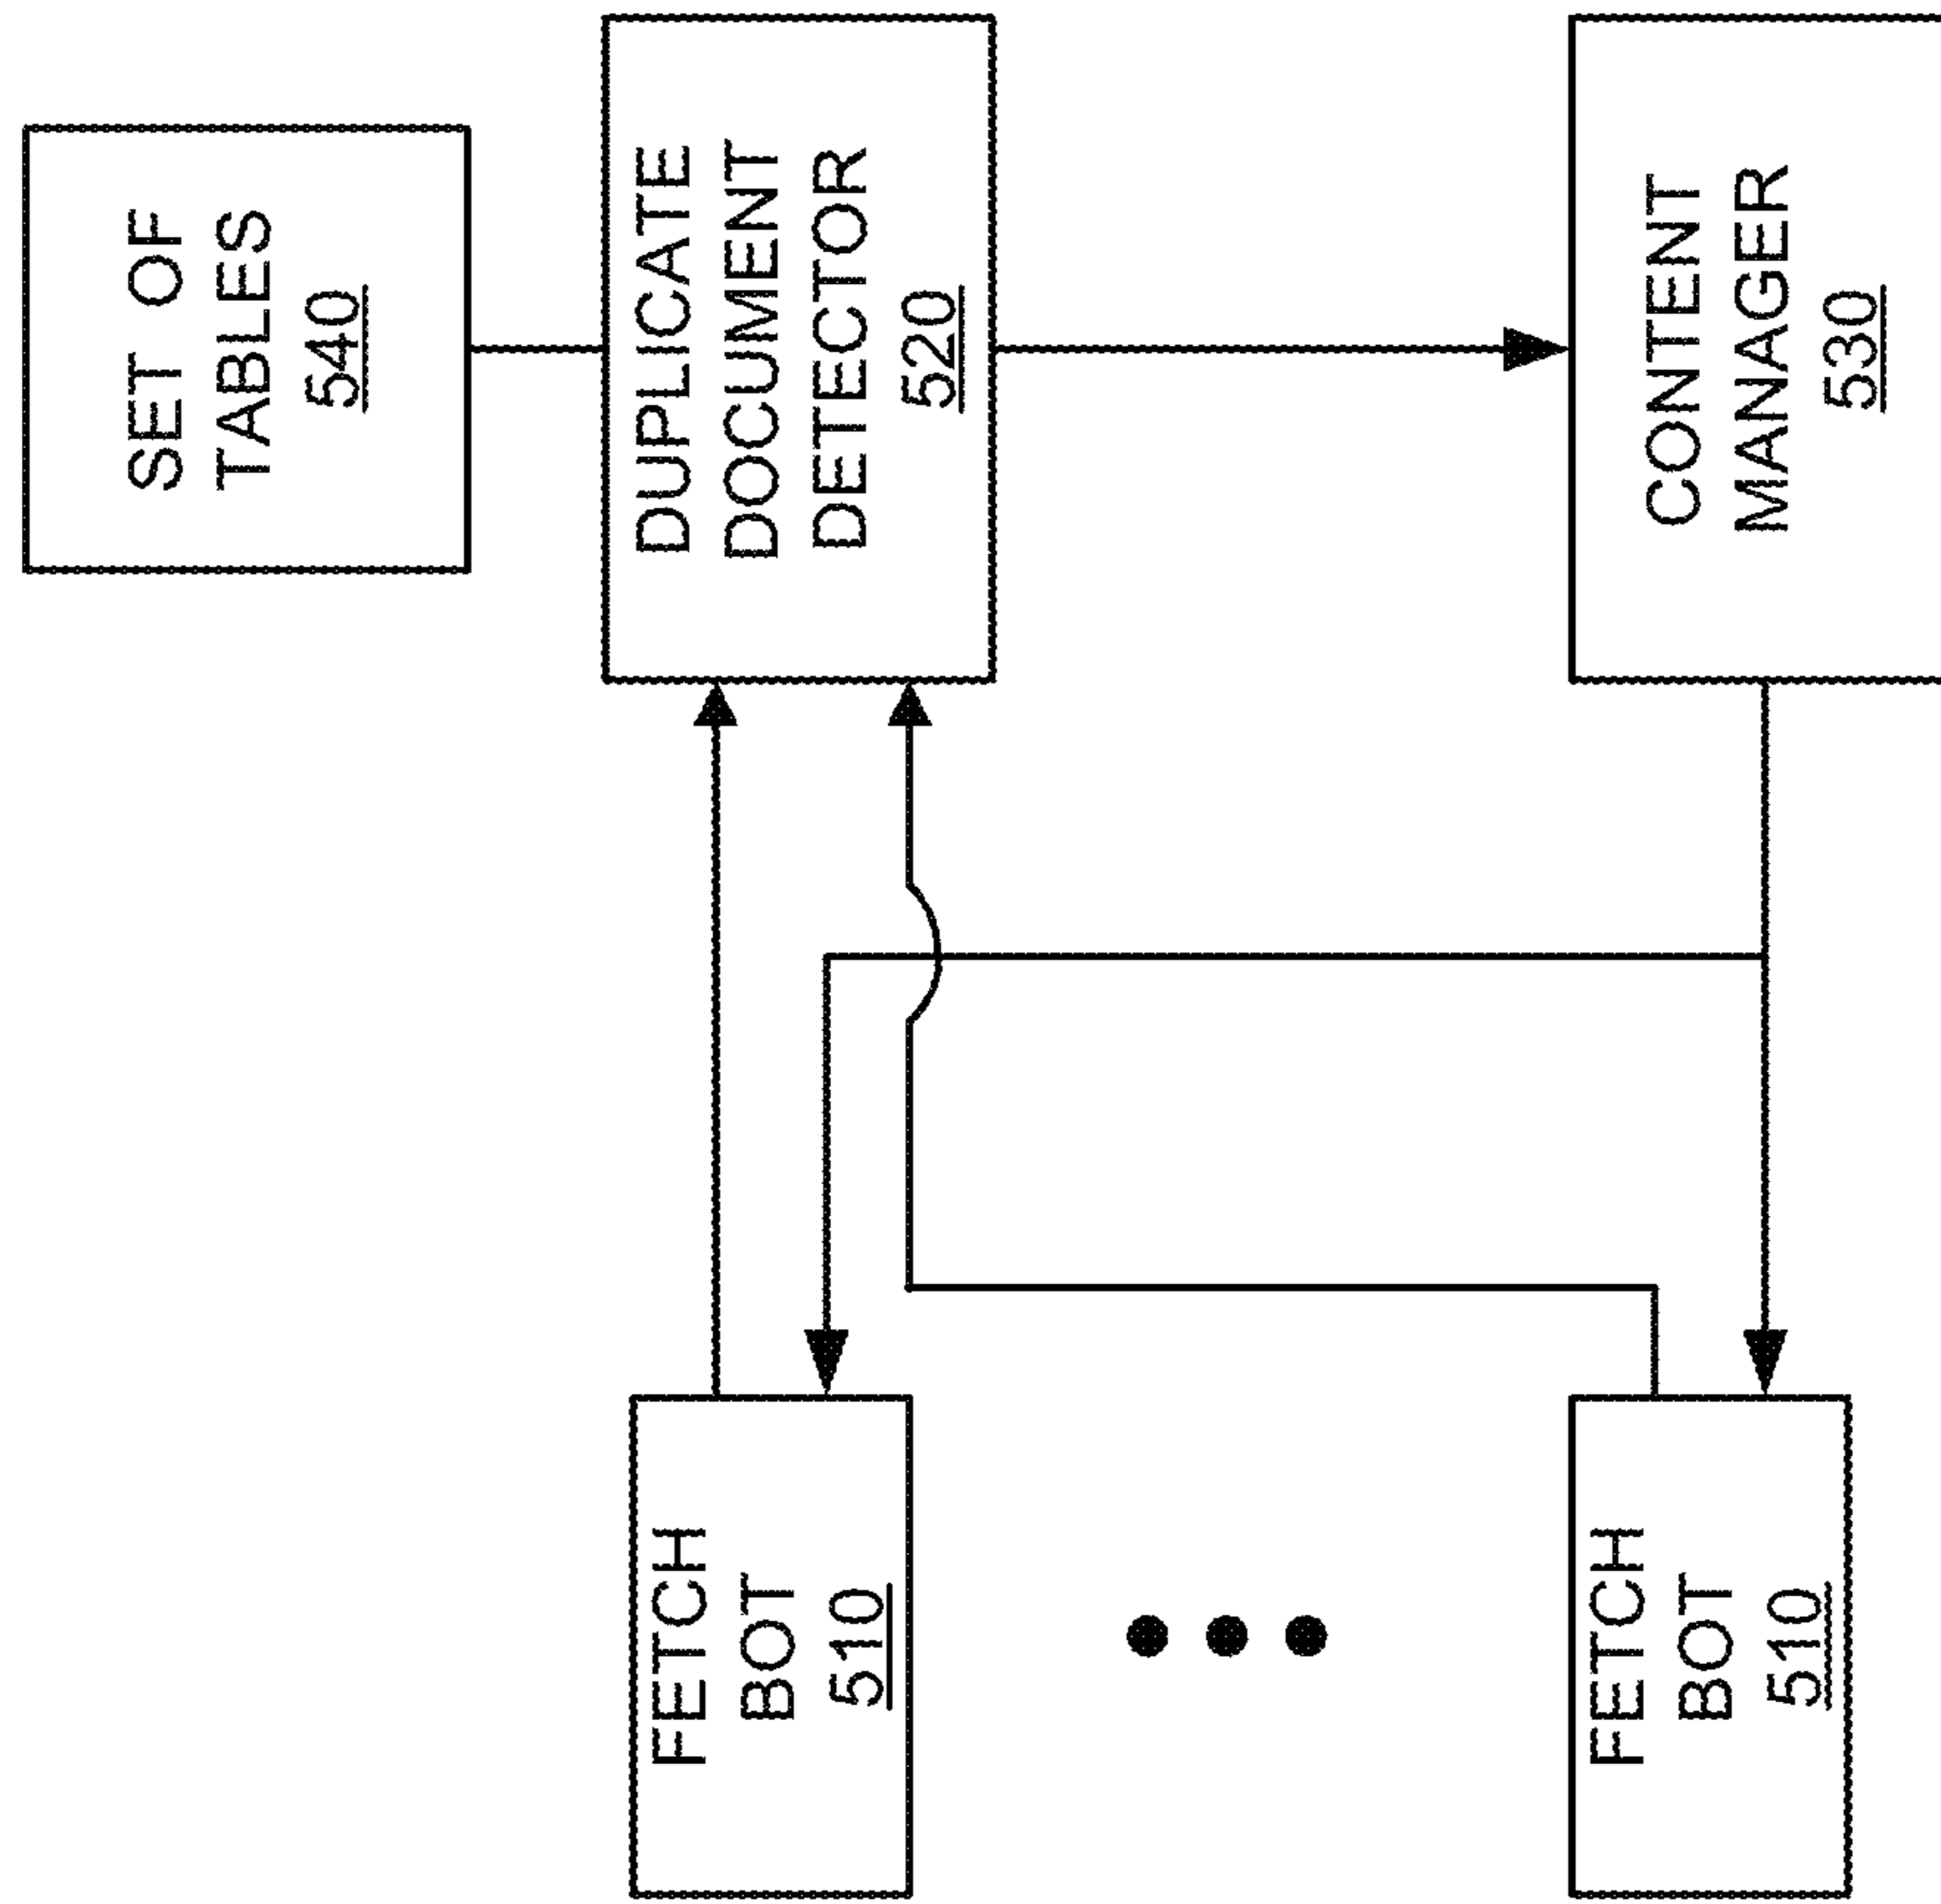 SET OF
TABLES
540
DUPLICATE
DOCUMENT
DETECTOR
520
CONTENT
MANAGER
530
FETCH
BOT
510
FETCH
BOT
510